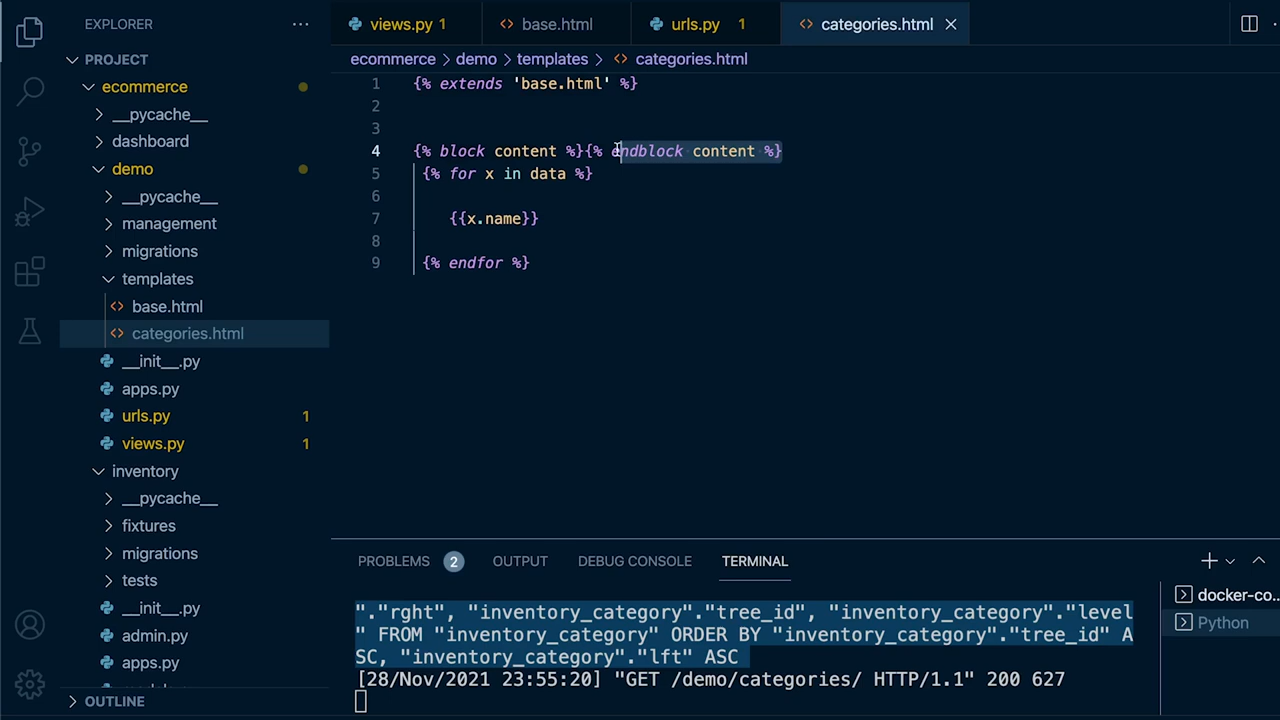 EXPLORER
PROJECT
ecommerce
__pycache__
dashboard
demo
__pycache__
management
migrations
templates
base.html
categories.html
__init__.py
apps.py
urls.py 1
views.py 1
inventory
__pycache__
fixtures
migrations
tests
__init__.py
admin.py
apps.py
OUTLINE
views.py 1
base.html
urls.py 1
categories.html
ecommerce > demo > templates > categories.html
1 {% extends 'base.html' %}
2
3
4 {% block content %}{% endblock content %}
5 {% for x in data %}
6
7 {{x.name}}
8
9 {% endfor %}
PROBLEMS 2 OUTPUT DEBUG CONSOLE TERMINAL
"."rght", "inventory_category"."tree_id", "inventory_category"."level
" FROM "inventory_category" ORDER BY "inventory_category"."tree_id" A
SC, "inventory_category"."lft" ASC
[28/Nov/2021 23:55:20] "GET /demo/categories/ HTTP/1.1" 200 627
docker-co...
Python